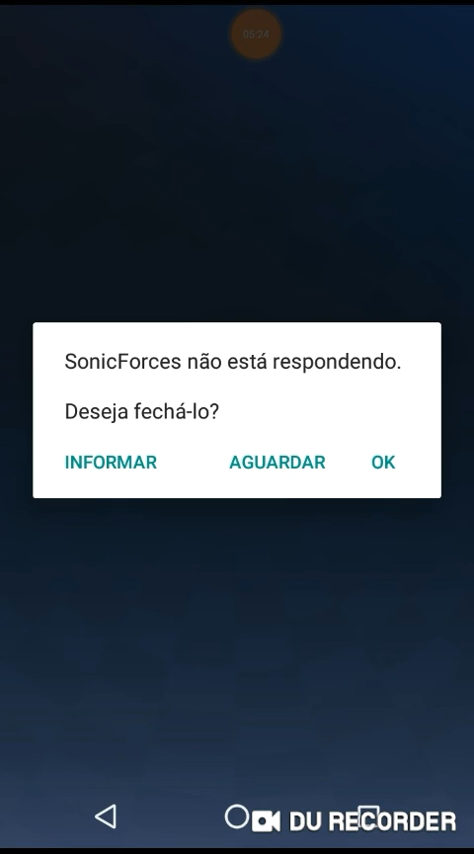 05:24
SonicForces não está respondendo.
Deseja fechá-lo?
INFORMAR AGUARDAR OK
DU RECORDER